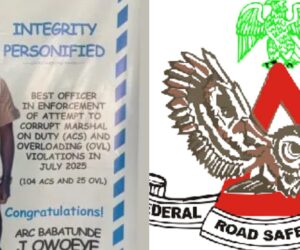 INTEGRITY
PERSONIFIED
BEST OFFICER
IN ENFORCEMENT
OF ATTEMPT TO
CORRUPT MARSHAL
ON DUTY (ACS) AND
OVERLOADING (OVL)
VIOLATIONS IN
JULY 2025
(104 ACS AND 25 OVL)
Congratulations!
ARC BABATUNDE
J. OWOEYE
FEDERAL
ROAD SAFE